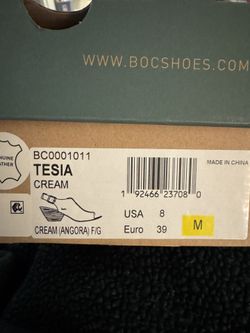 WWW.BOCSHOES.COM
GENUINE
LEATHER
BC0001011
TESIA
CREAM
MADE IN CHINA
1 92466 23708 0
USA 8
Euro 39
M
CREAM (ANGORA) F/G